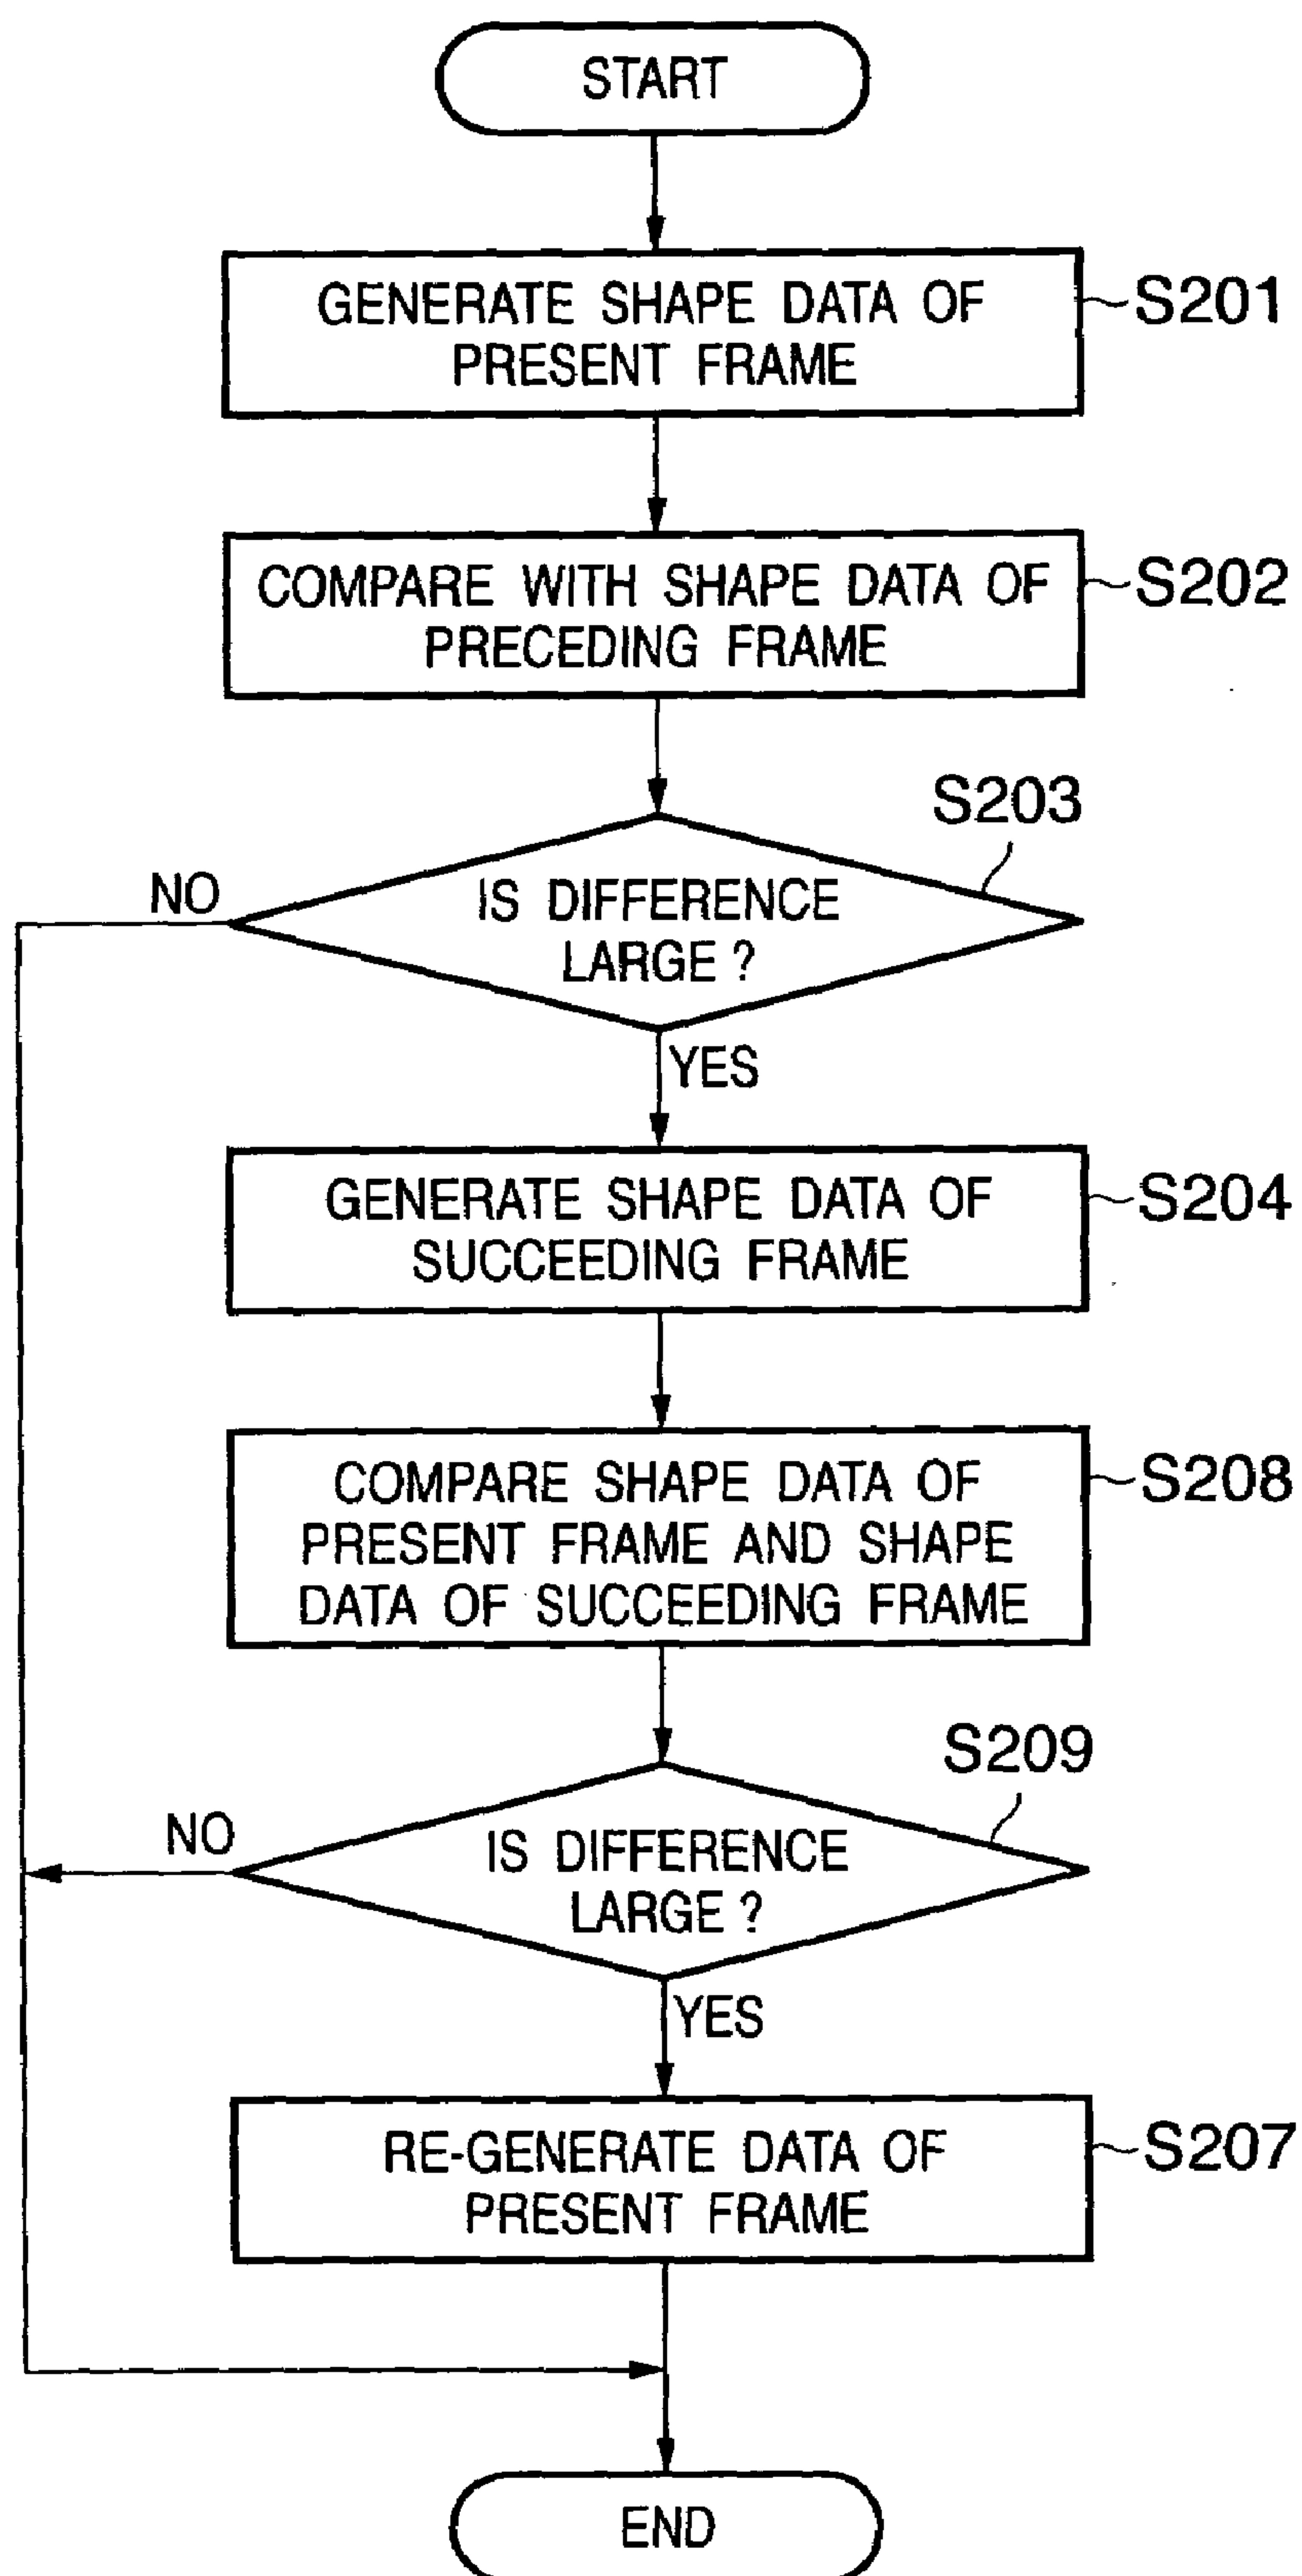 START
GENERATE SHAPE DATA OF
PRESENT FRAME
S201
COMPARE WITH SHAPE DATA OF
PRECEDING FRAME
S202
S203
NO
IS DIFFERENCE
LARGE ?
YES
GENERATE SHAPE DATA OF
SUCCEEDING FRAME
S204
COMPARE SHAPE DATA OF
PRESENT FRAME AND SHAPE
DATA OF SUCCEEDING FRAME
S208
S209
NO
IS DIFFERENCE
LARGE ?
YES
RE-GENERATE DATA OF
PRESENT FRAME
S207
END